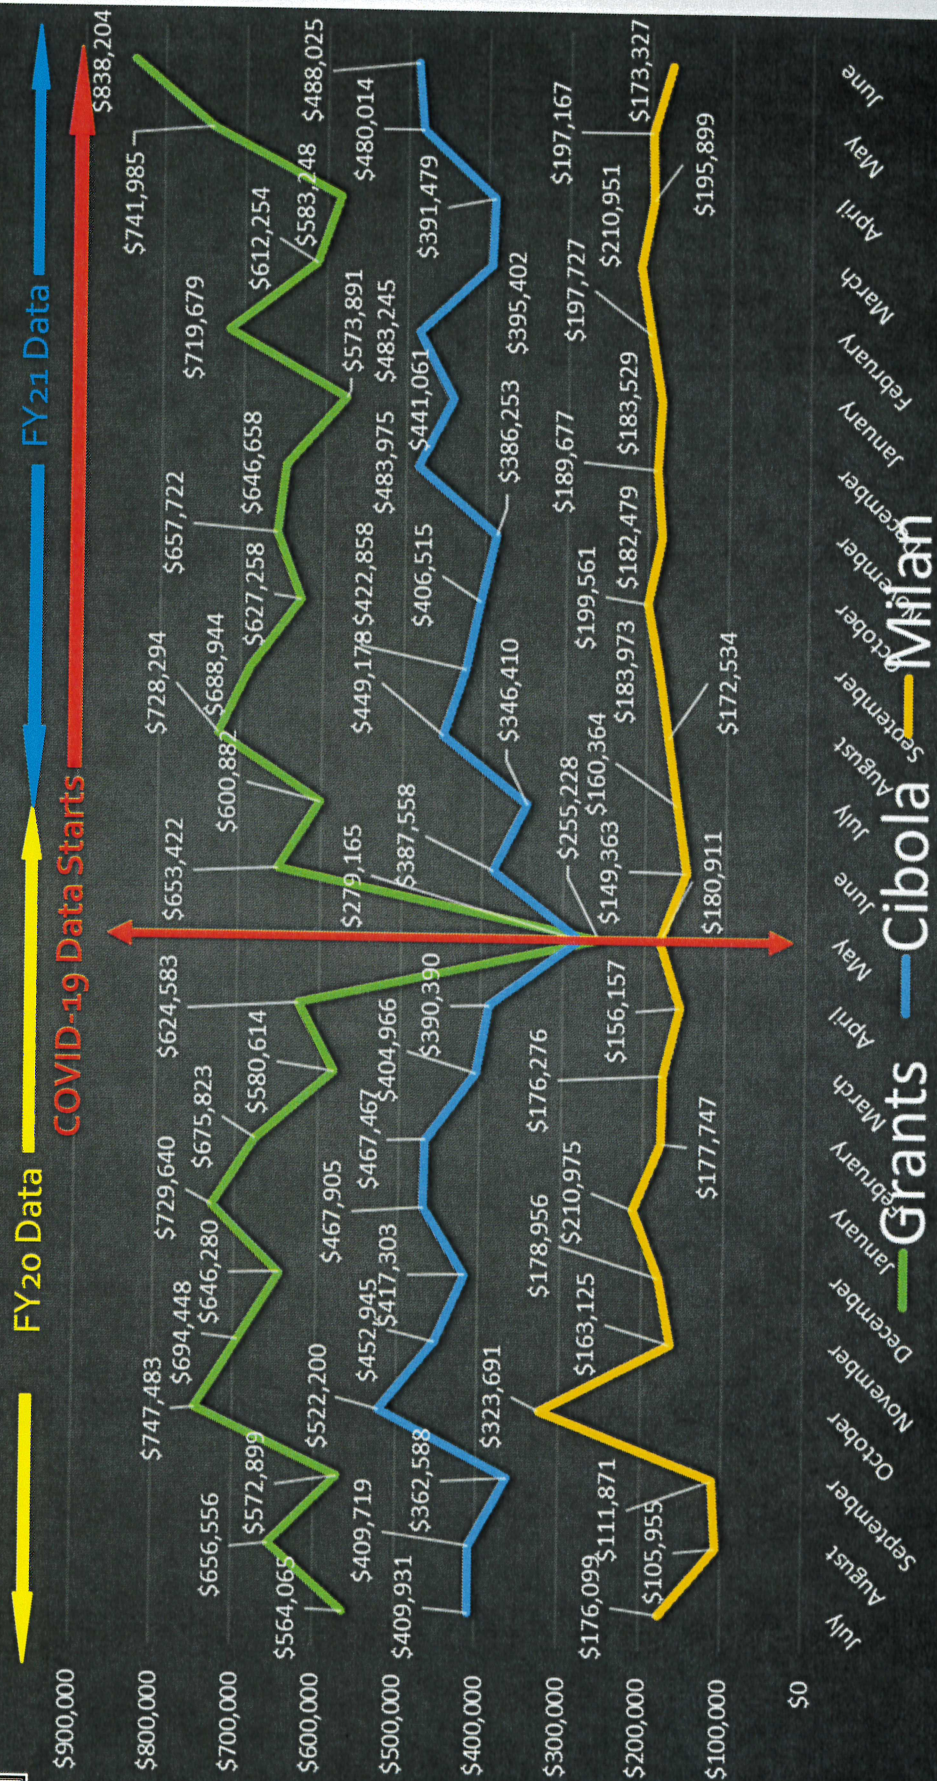 FY20 Data
FY21 Data
COVID-19 Data Starts
$900,000
$800,000
$700,000
$600,000
$500,000
$400,000
$300,000
$200,000
$100,000
$0
$564,065
$656,556
$572,899
$747,483
$694,448
$646,280
$729,640
$675,823
$580,614
$624,583
$255,228
$653,422
$600,882
$728,294
$688,944
$627,258
$657,722
$646,658
$573,891
$719,679
$612,254
$583,248
$741,985
$838,204
$409,931
$409,719
$362,588
$522,200
$452,945
$417,303
$467,905
$467,467
$404,966
$390,390
$279,165
$387,558
$346,410
$449,178
$422,858
$406,515
$386,253
$483,975
$441,061
$483,245
$395,402
$391,479
$480,014
$488,025
$176,099
$105,955
$111,871
$323,691
$163,125
$178,956
$210,975
$177,747
$176,276
$156,157
$180,911
$149,363
$160,364
$172,534
$183,973
$199,561
$182,479
$189,677
$183,529
$197,727
$210,951
$195,899
$197,167
$173,327
July
August
September
October
November
December
January
February
March
April
May
June
July
August
September
October
November
December
January
February
March
April
May
June
Grants
Cibola
Milan